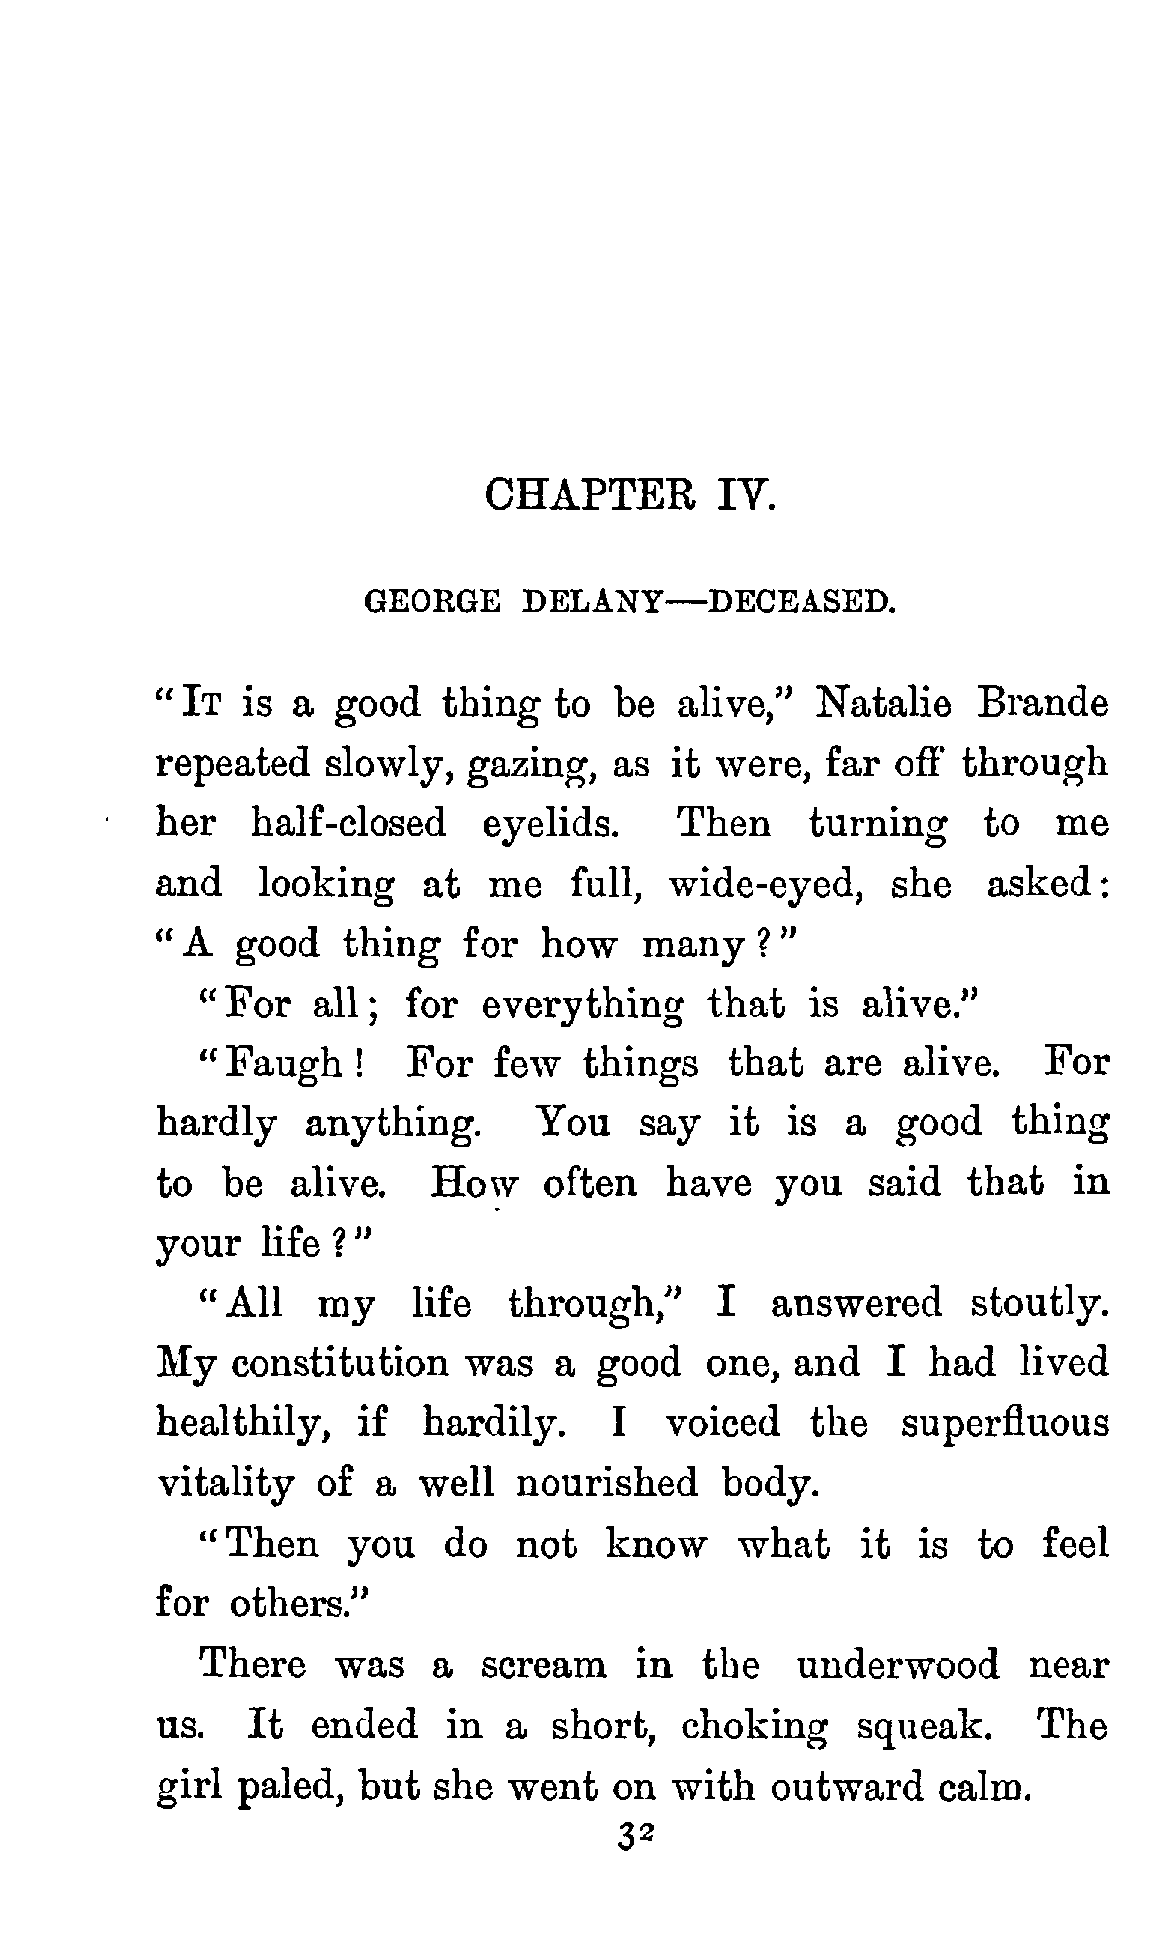 CHAPTER IV.
GEORGE DELANY—DECEASED.
“IT is a good thing to be alive,” Natalie Brande
repeated slowly, gazing, as it were, far off through
her half-closed eyelids. Then turning to me
and looking at me full, wide-eyed, she asked:
“A good thing for how many?”
“For all; for everything that is alive.”
“Faugh! For few things that are alive. For
hardly anything. You say it is a good thing
to be alive. How often have you said that in
your life?”
“All my life through,” I answered stoutly.
My constitution was a good one, and I had lived
healthily, if hardily. I voiced the superfluous
vitality of a well nourished body.
“Then you do not know what it is to feel
for others.”
There was a scream in the underwood near
us. It ended in a short, choking squeak. The
girl paled, but she went on with outward calm.
32